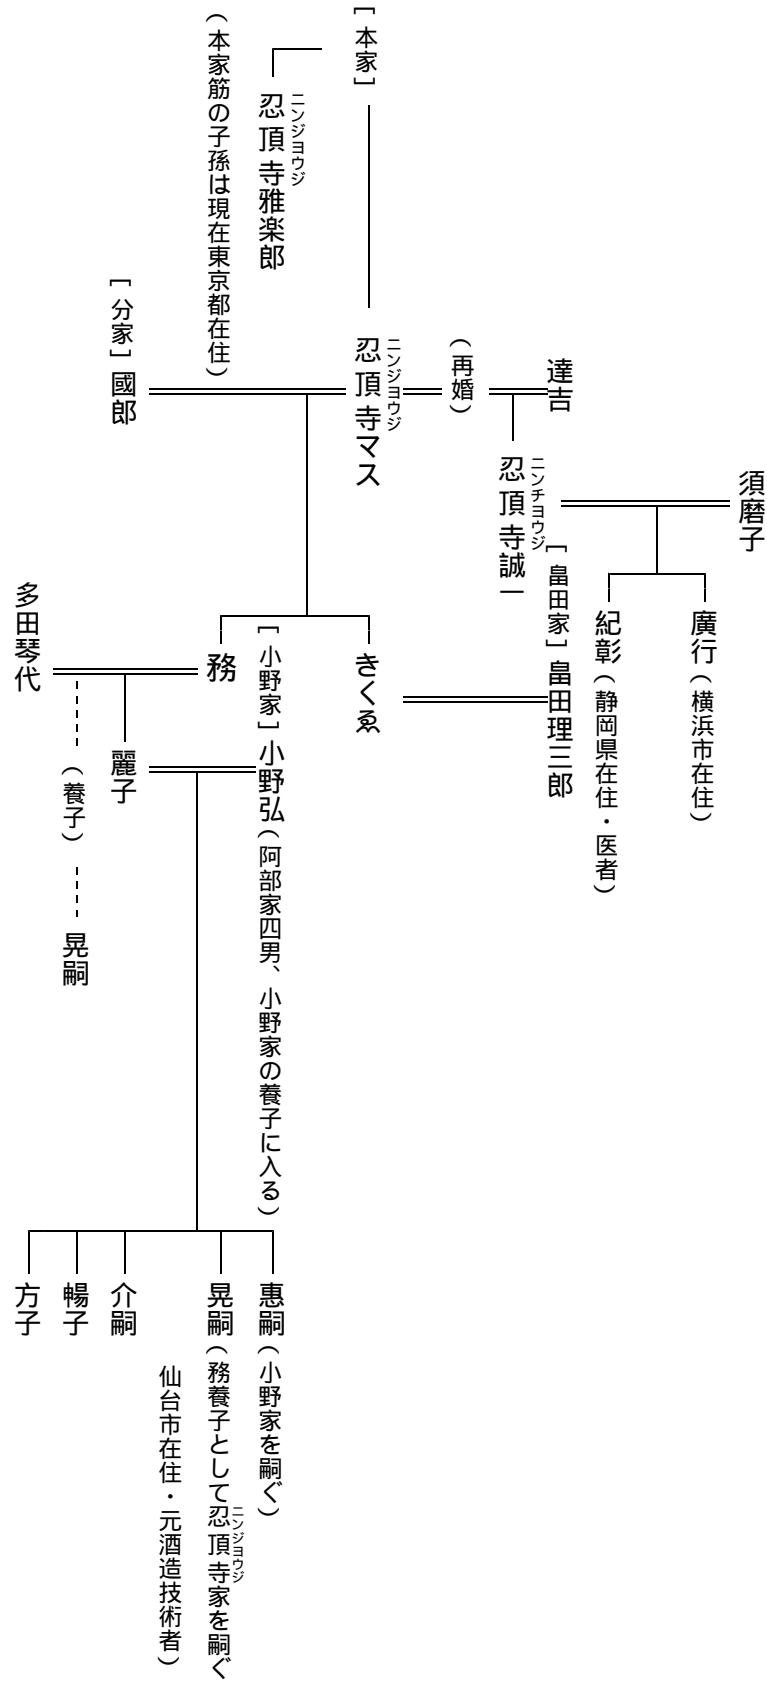 須磨子
廣行（横浜市在住）
紀彰（静岡県在住・医者）
達吉
［畠田家］畠田理三郎
ニンチヨウジ
忍頂寺誠一
（再婚）
［本家］
ニンジヨウジ
忍頂寺マス
きくゑ
ニンジヨウジ
忍頂寺雅楽郎
（本家筋の子孫は現在東京都在住）
［小野家］小野弘（阿部家四男、小野家の養子に入る）
務
［分家］國郎
麗子
多田琴代
（養子）
晃嗣
惠嗣（小野家を嗣ぐ）
ニンジヨウジ
晃嗣（務養子として忍頂寺家を嗣ぐ
仙台市在住・元酒造技術者）
介嗣
暢子
方子